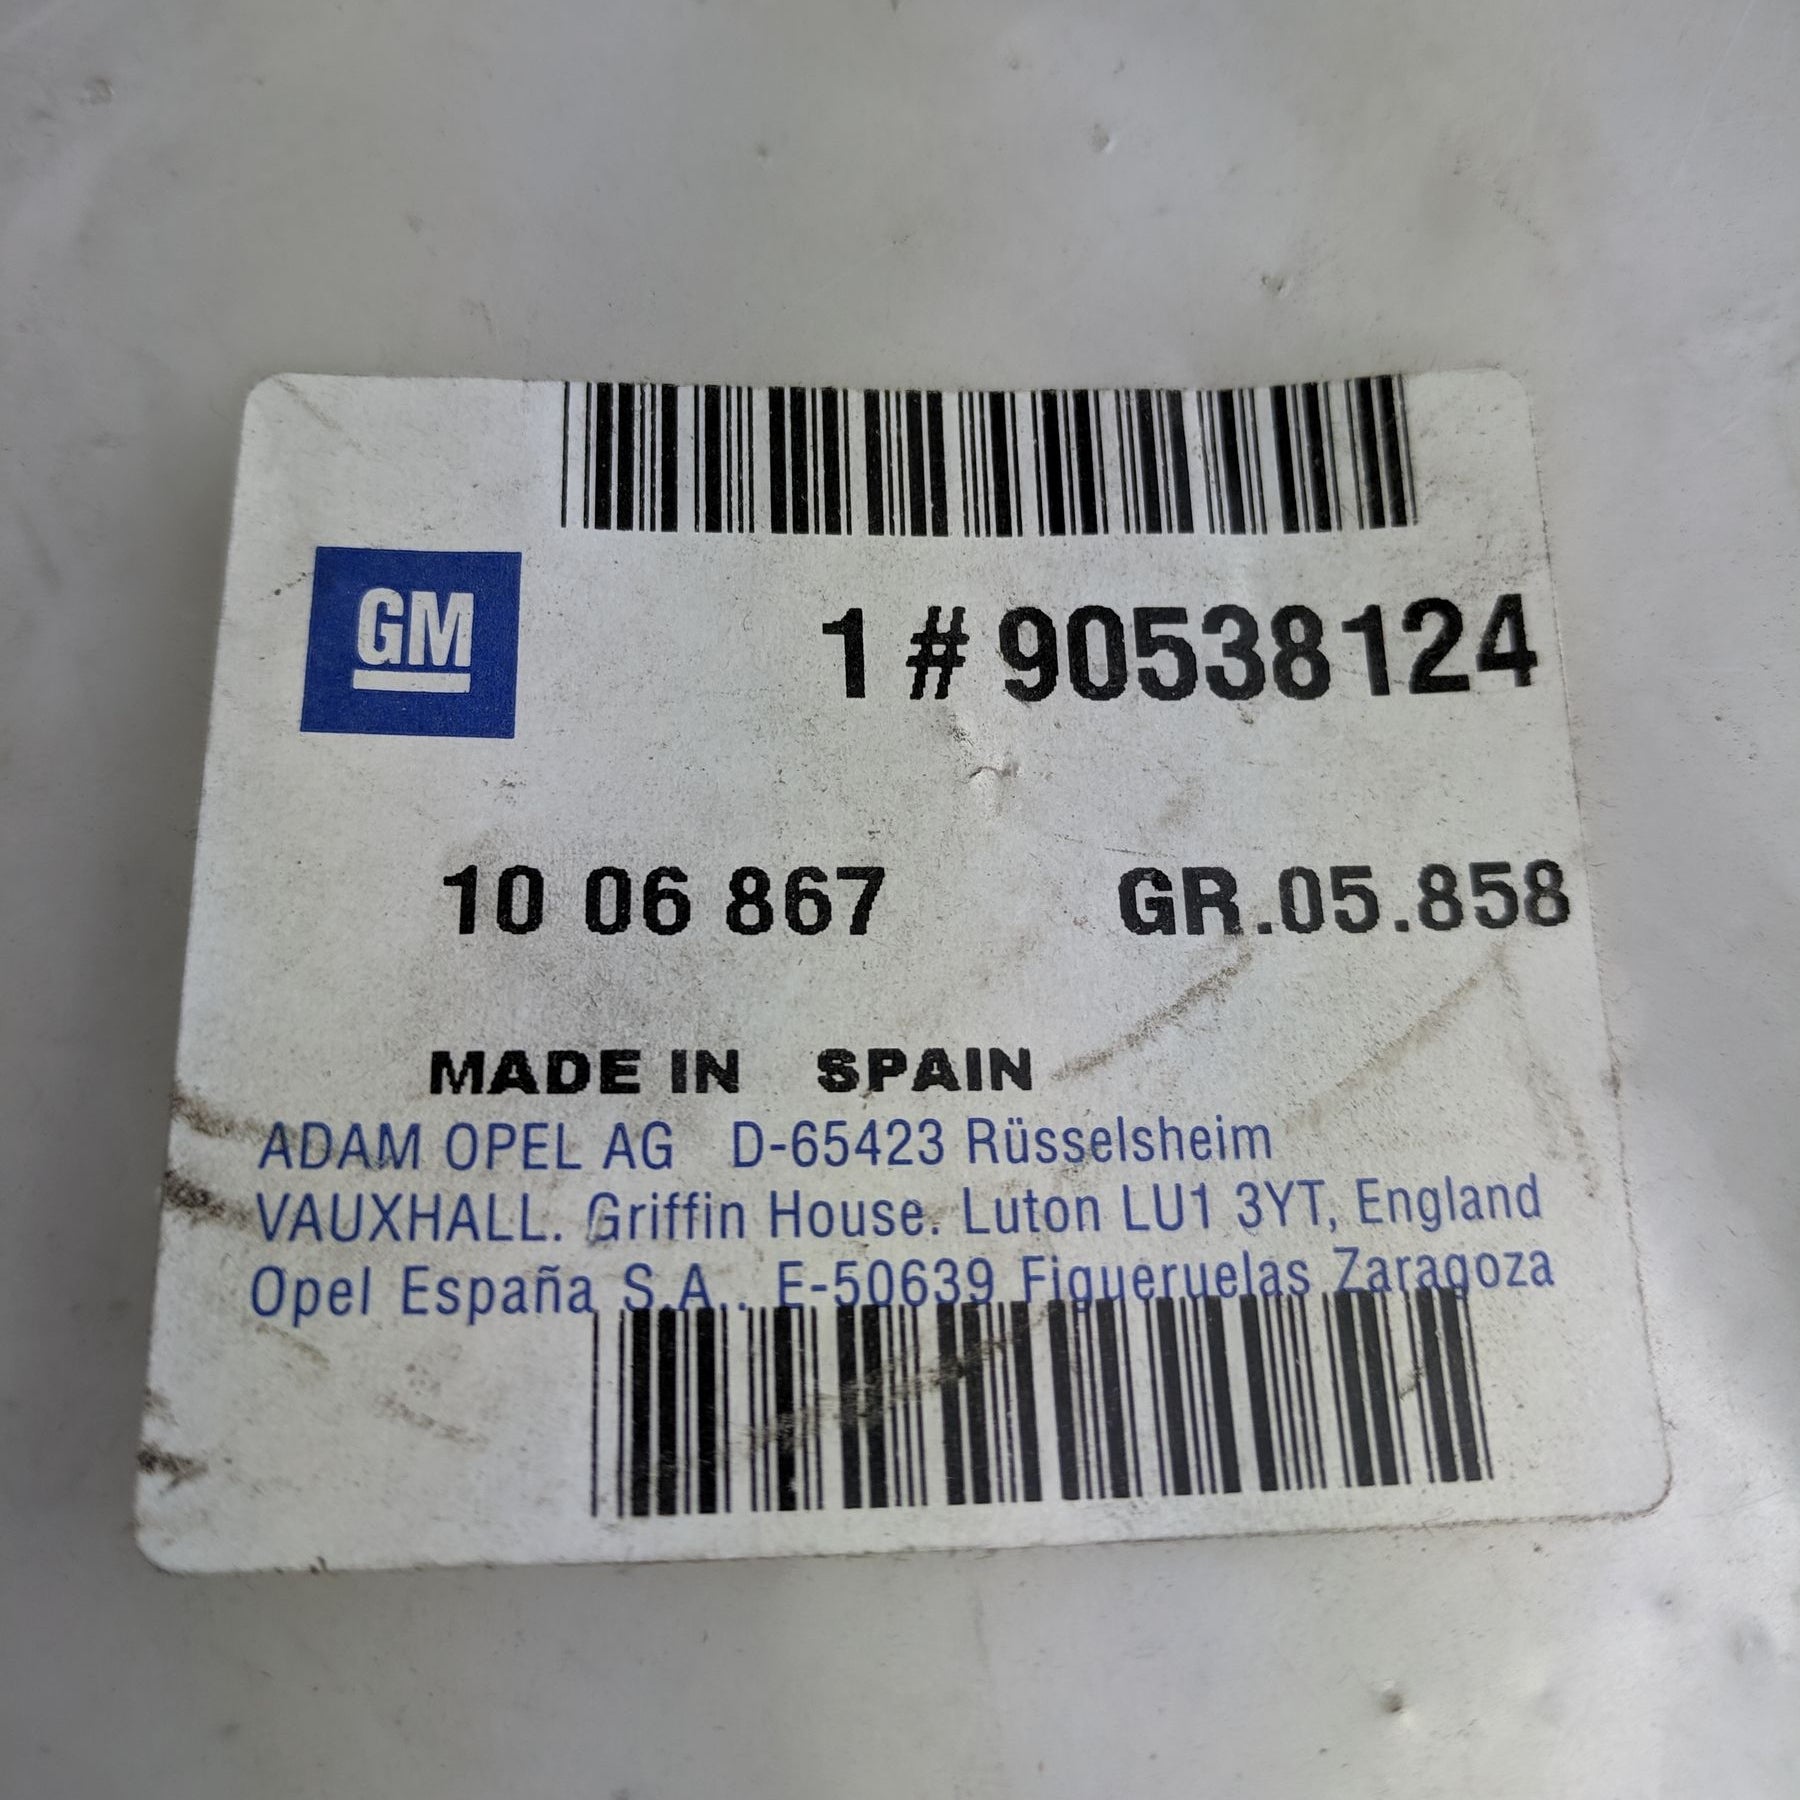 GM
1 # 90538124
10 06 867 GR.05.858
MADE IN SPAIN
ADAM OPEL AG D-65423 Rüsselsheim
VAUXHALL. Griffin House. Luton LU1 3YT, England
Opel España S.A.. E-50639 Figueruelas Zaragoza